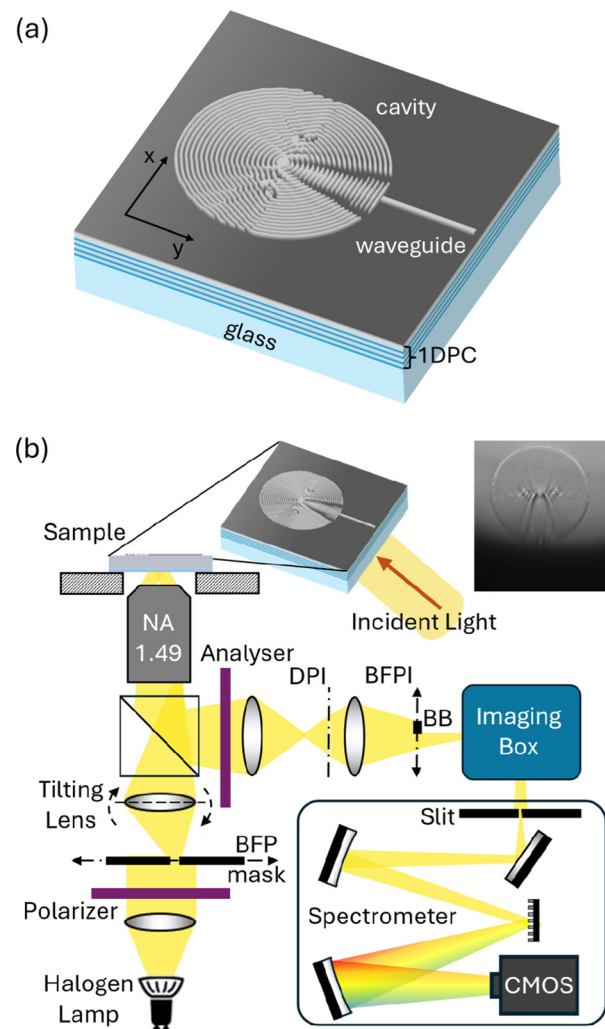 (a)
cavity
x
y
waveguide
glass
1DPC
(b)
Sample
Incident Light
NA
1.49
Analyser
DPI
BFPI
BB
Imaging
Box
Tilting
Lens
Slit
BFP
mask
Polarizer
Spectrometer
Halogen
Lamp
CMOS